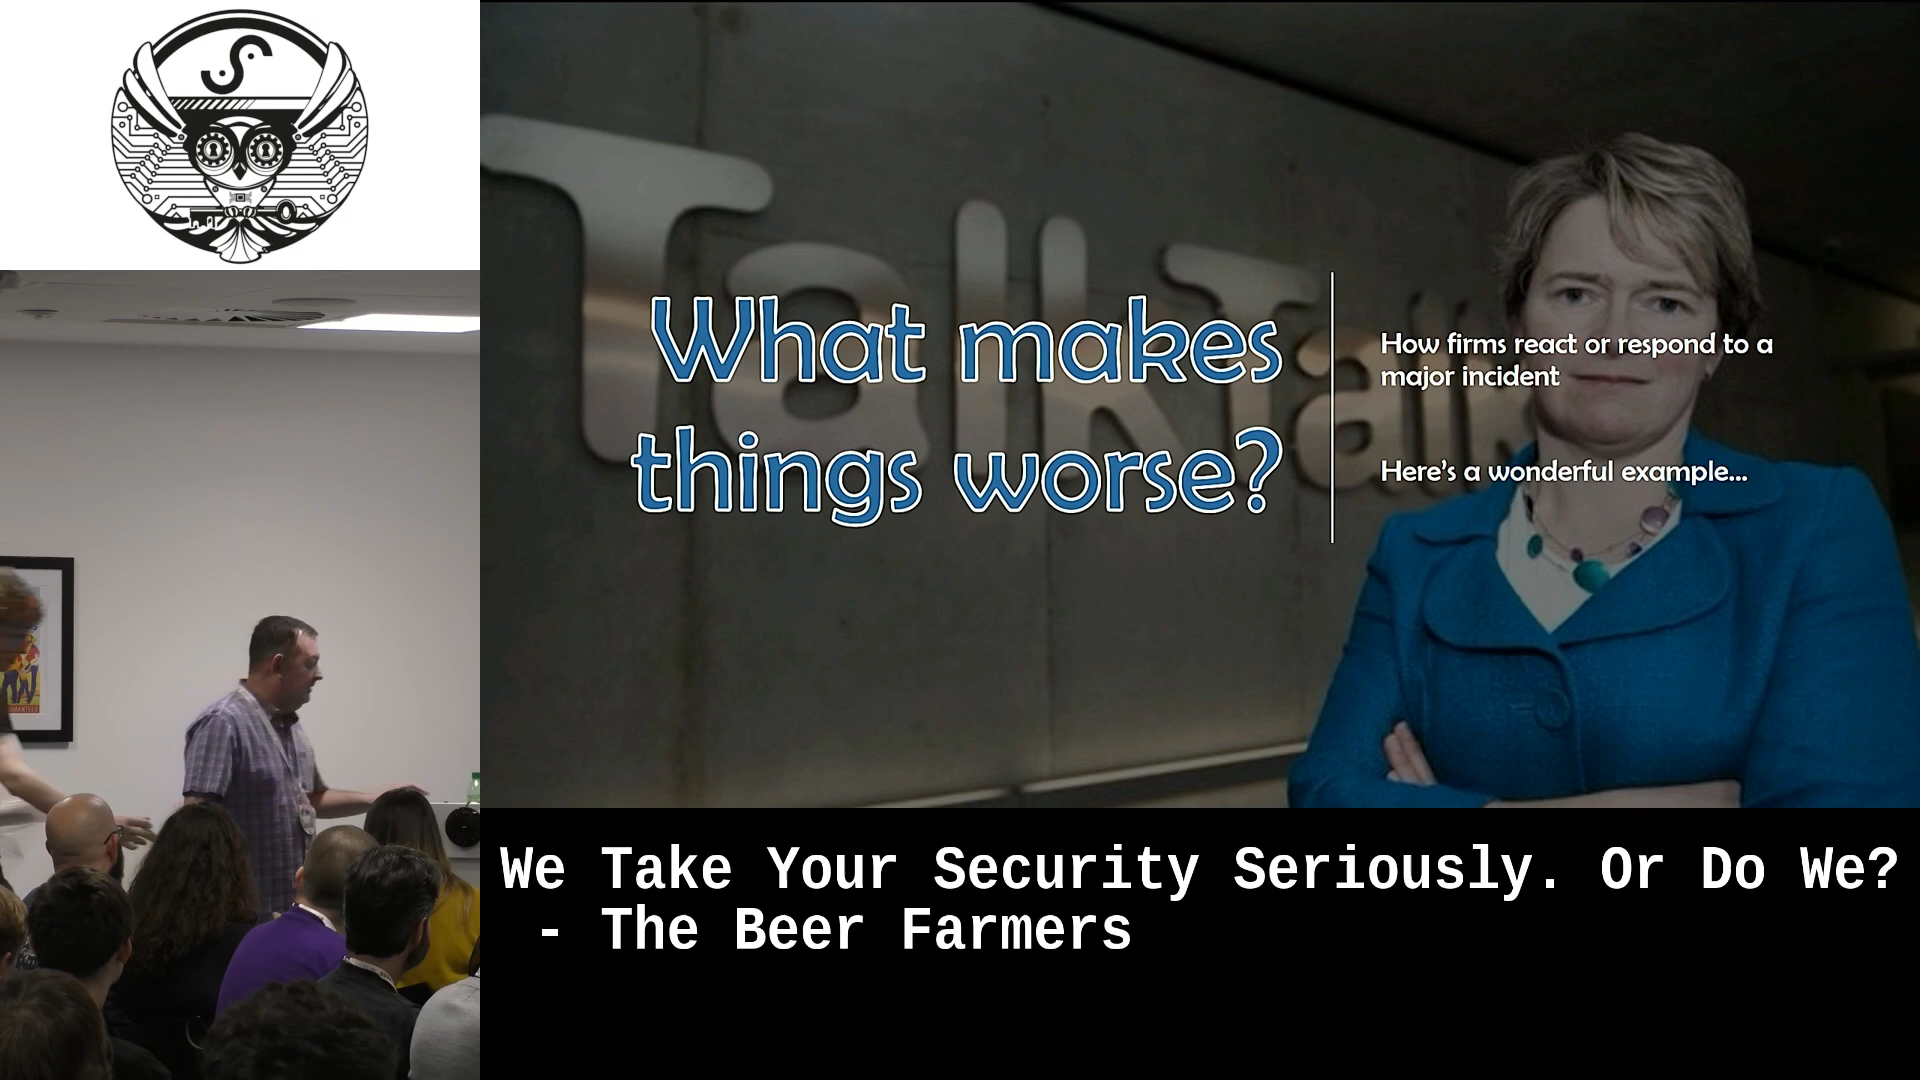 TalkTalk
What makes
things worse?
How firms react or respond to a
major incident
Here's a wonderful example...
We Take Your Security Seriously. Or Do We?
- The Beer Farmers